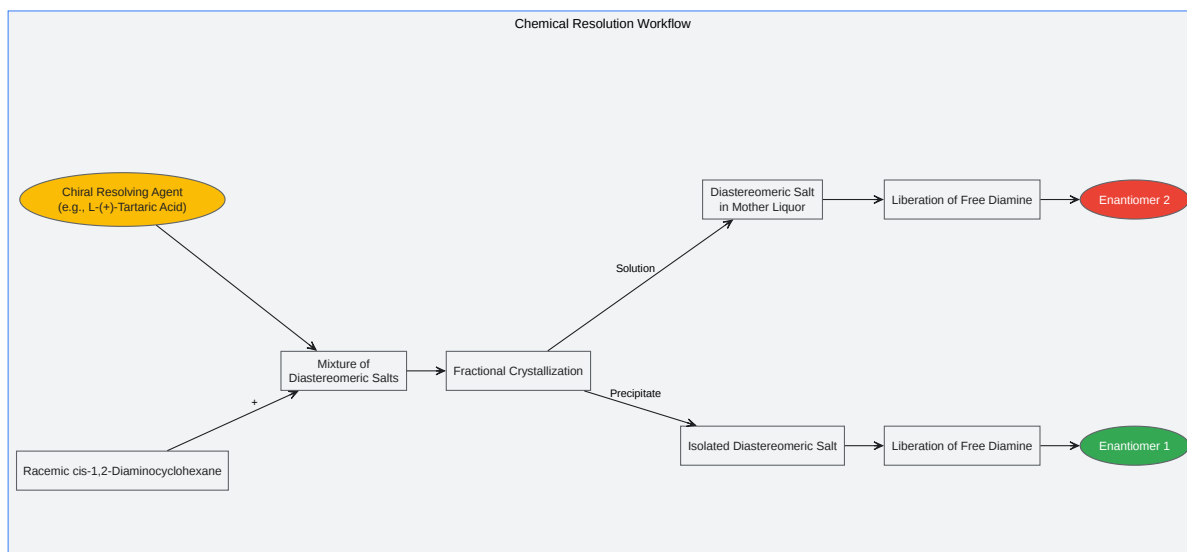 Chemical Resolution Workflow
Chiral Resolving Agent
(e.g., L-(+)-Tartaric Acid)
Diastereomeric Salt
in Mother Liquor
Liberation of Free Diamine
Enantiomer 2
Solution
Mixture of
Diastereomeric Salts
Fractional Crystallization
Precipitate
+
Isolated Diastereomeric Salt
Liberation of Free Diamine
Enantiomer 1
Racemic cis-1,2-Diaminocyclohexane